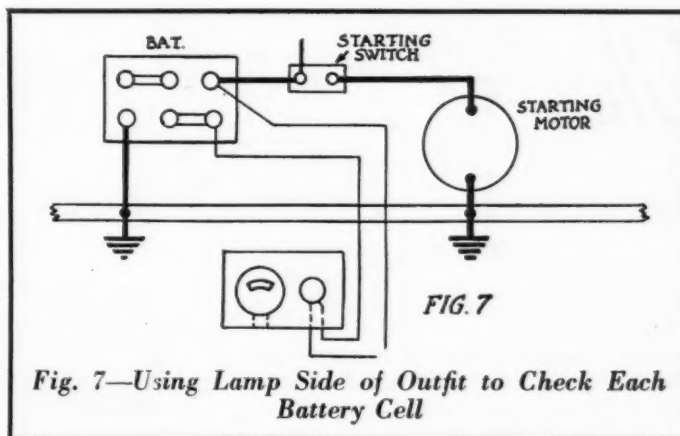 BAT.
STARTING
SWITCH
STARTING
MOTOR
FIG. 7
Fig. 7—Using Lamp Side of Outfit to Check Each
Battery Cell